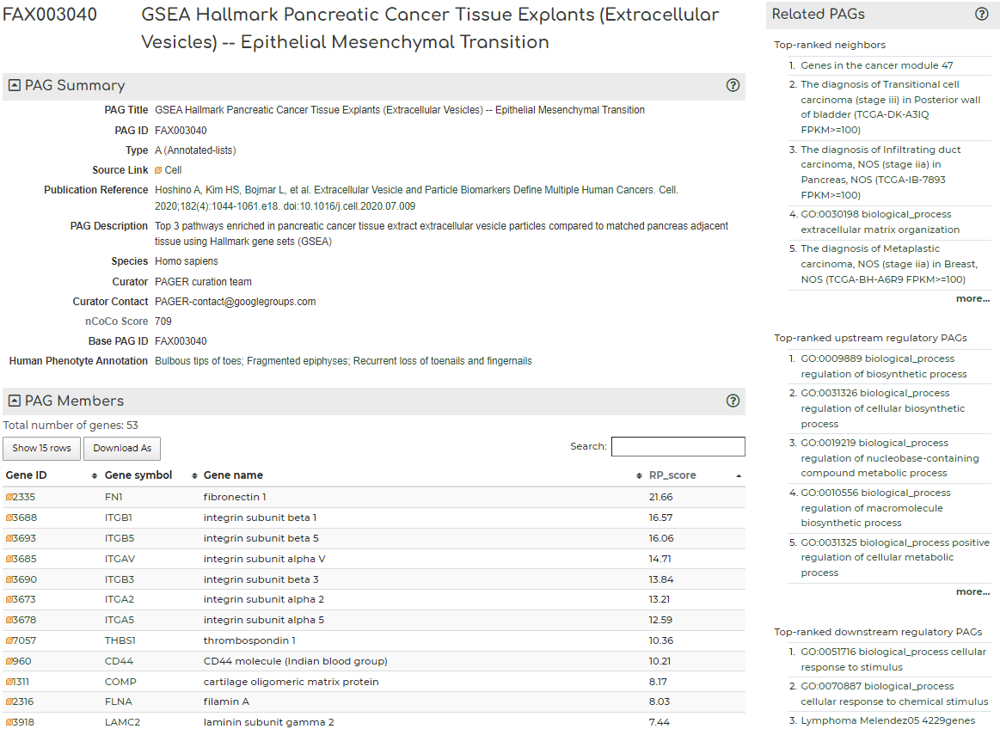 FAX003040
GSEA Hallmark Pancreatic Cancer Tissue Explants (Extracellular
Vesicles) -- Epithelial Mesenchymal Transition
PAG Summary
PAG Title GSEA Hallmark Pancreatic Cancer Tissue Explants (Extracellular Vesicles) -- Epithelial Mesenchymal Transition
PAG ID FAX003040
Type A (Annotated-lists)
Source Link Cell
Publication Reference Hoshino A, Kim HS, Bojmar L, et al. Extracellular Vesicle and Particle Biomarkers Define Multiple Human Cancers. Cell.
2020;182(4):1044-1061.e18. doi:10.1016/j.cell.2020.07.009
PAG Description Top 3 pathways enriched in pancreatic cancer tissue extract extracellular vesicle particles compared to matched pancreas adjacent
tissue using Hallmark gene sets (GSEA)
Species Homo sapiens
Curator PAGER curation team
Curator Contact PAGER-contact@googlegroups.com
nCoCo Score 709
Base PAG ID FAX003040
Human Phenotyte Annotation Bulbous tips of toes; Fragmented epiphyses; Recurrent loss of toenails and fingernails
PAG Members
Total number of genes: 53
Show 15 rows Download As Search:
Gene ID Gene symbol Gene name RP_score
2335 FN1 fibronectin 1 21.66
3688 ITGB1 integrin subunit beta 1 16.57
3693 ITGB5 integrin subunit beta 5 16.06
3685 ITGAV integrin subunit alpha V 14.71
3690 ITGB3 integrin subunit beta 3 13.84
3673 ITGA2 integrin subunit alpha 2 13.21
3678 ITGA5 integrin subunit alpha 5 12.59
7057 THBS1 thrombospondin 1 10.36
960 CD44 CD44 molecule (Indian blood group) 10.21
1311 COMP cartilage oligomeric matrix protein 8.17
2316 FLNA filamin A 8.03
3918 LAMC2 laminin subunit gamma 2 7.44
Related PAGs ?
Top-ranked neighbors
1. Genes in the cancer module 47
2. The diagnosis of Transitional cell
carcinoma (stage iii) in Posterior wall
of bladder (TCGA-DK-A3IQ
FPKM>=100)
3. The diagnosis of Infiltrating duct
carcinoma, NOS (stage iia) in
Pancreas, NOS (TCGA-IB-7893
FPKM>=100)
4. GO:0030198 biological_process
extracellular matrix organization
5. The diagnosis of Metaplastic
carcinoma, NOS (stage iia) in Breast,
NOS (TCGA-BH-A6R9 FPKM>=100)
more...
Top-ranked upstream regulatory PAGs
1. GO:0009889 biological_process
regulation of biosynthetic process
2. GO:0031326 biological_process
regulation of cellular biosynthetic
process
3. GO:0019219 biological_process
regulation of nucleobase-containing
compound metabolic process
4. GO:0010556 biological_process
regulation of macromolecule
biosynthetic process
5. GO:0031325 biological_process positive
regulation of cellular metabolic
process
more...
Top-ranked downstream regulatory PAGs
1. GO:0051716 biological_process cellular
response to stimulus
2. GO:0070887 biological_process
cellular response to chemical stimulus
3. Lymphoma Melendez05 4229genes